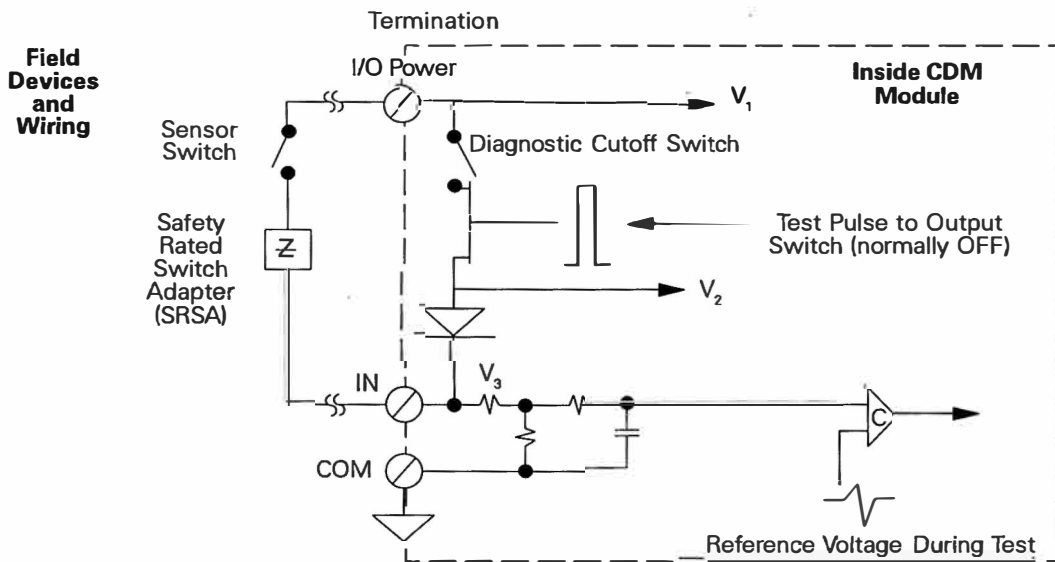 Termination
Field
Devices
and
Wiring
I/O Power
Inside CDM
Module
V1
Sensor
Switch
Diagnostic Cutoff Switch
Safety
Rated
Switch
Adapter
(SRSA)
Z
Test Pulse to Output
Switch (normally OFF)
V2
IN
V3
C
COM
Reference Voltage During Test